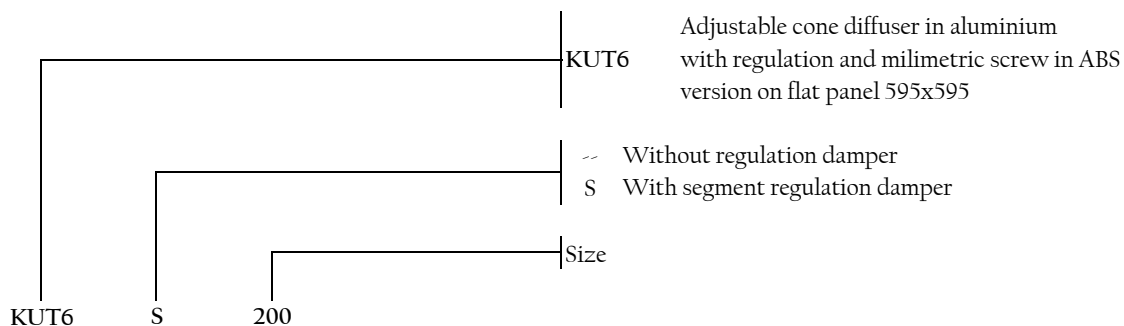 Adjustable cone diffuser in aluminium
KUT6 with regulation and milimetric screw in ABS
version on flat panel 595x595
-- Without regulation damper
S With segment regulation damper
Size
KUT6 S 200